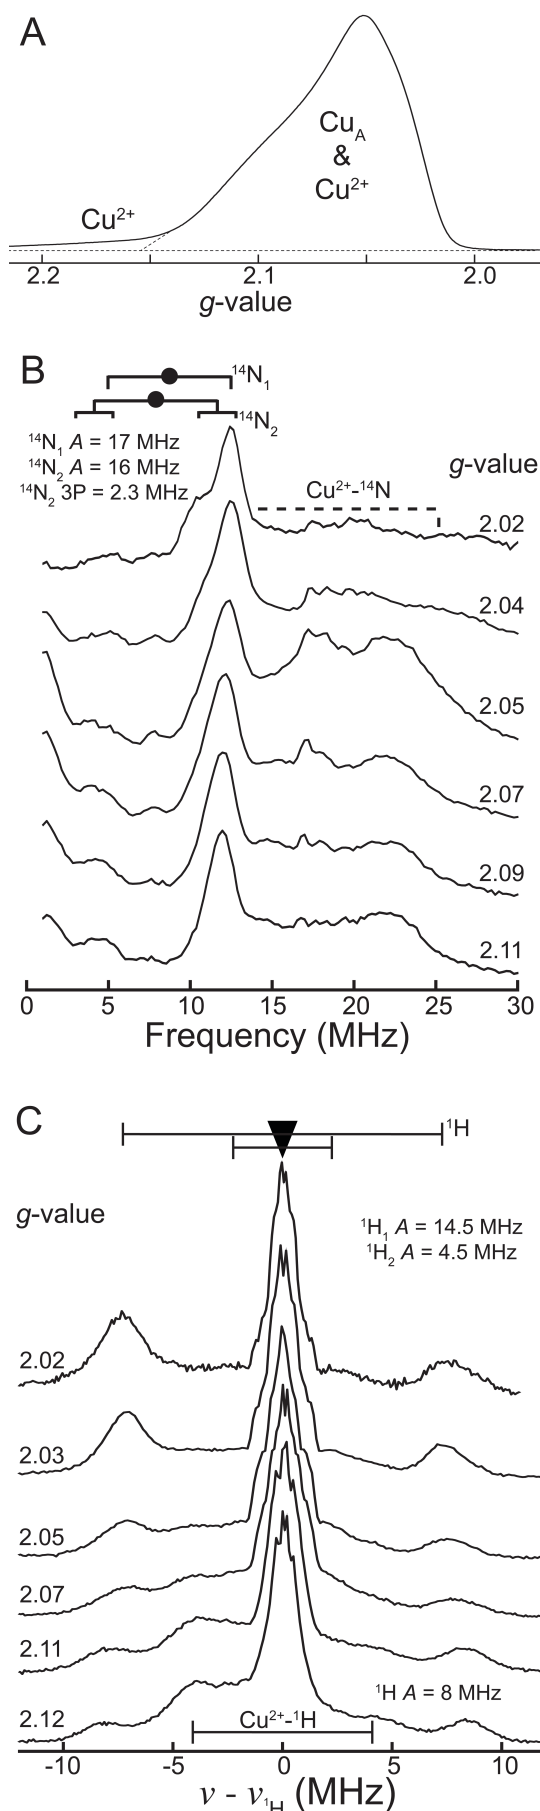 A
Cu²⁺
Cu_A
&
Cu²⁺
2.2 2.1 2.0
g-value
B
¹⁴N₁
¹⁴N₂
¹⁴N₁ A = 17 MHz
¹⁴N₂ A = 16 MHz
¹⁴N₂ 3P = 2.3 MHz
g-value
Cu²⁺-¹⁴N
2.02
2.04
2.05
2.07
2.09
2.11
0 5 10 15 20 25 30
Frequency (MHz)
C
¹H
g-value
¹H₁ A = 14.5 MHz
¹H₂ A = 4.5 MHz
2.02
2.03
2.05
2.07
2.11
¹H A = 8 MHz
2.12
Cu²⁺-¹H
-10 -5 0 5 10
ν - ν₁H (MHz)